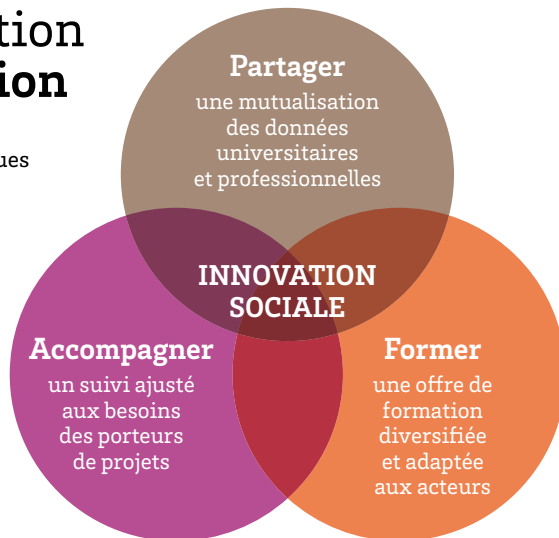 tion
ion
ues
Partager
une mutualisation
des données
universitaires
et professionnelles
INNOVATION
SOCIALE
Accompagner
un suivi ajusté
aux besoins
des porteurs
de projets
Former
une offre de
formation
diversifiée
et adaptée
aux acteurs